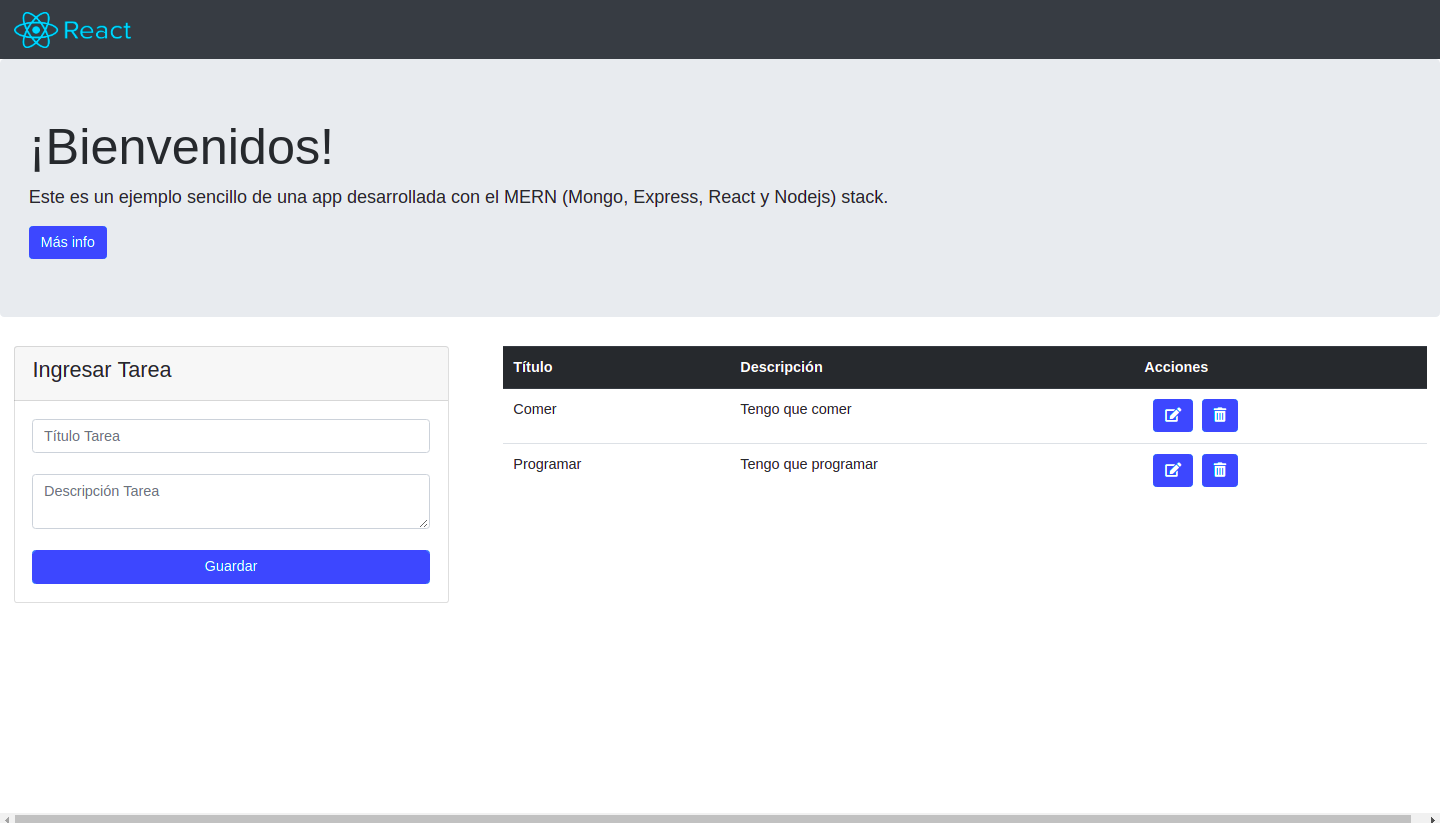 React
¡Bienvenidos!
Este es un ejemplo sencillo de una app desarrollada con el MERN (Mongo, Express, React y Nodejs) stack.
Más info
Ingresar Tarea
Título Tarea
Descripción Tarea
Guardar
Título Descripción Acciones
Comer Tengo que comer
Programar Tengo que programar